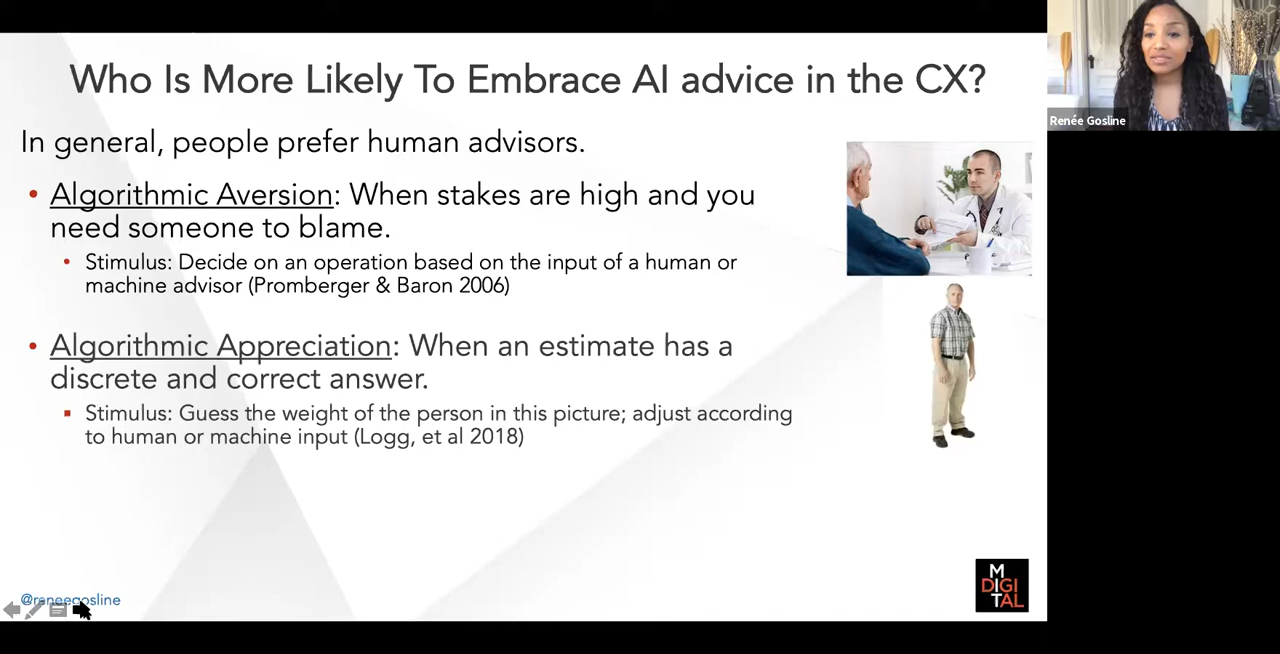 Who Is More Likely To Embrace AI advice in the CX?
In general, people prefer human advisors.
• Algorithmic Aversion: When stakes are high and you
need someone to blame.
• Stimulus: Decide on an operation based on the input of a human or
machine advisor (Promberger & Baron 2006)
• Algorithmic Appreciation: When an estimate has a
discrete and correct answer.
▪ Stimulus: Guess the weight of the person in this picture; adjust according
to human or machine input (Logg, et al 2018)
@reneegosline
M
DIGI
TAL
Renée Gosline